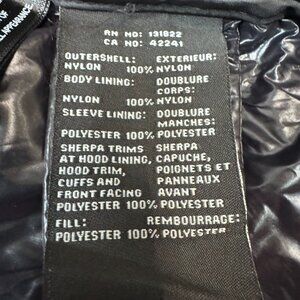 OF
APPEARANCE
RN NO: 131822
CA NO: 42241
OUTERSHELL: EXTERIEUR:
NYLON 100% NYLON
BODY LINING: DOUBLURE
CORPS:
NYLON 100% NYLON
SLEEVE LINING: DOUBLURE
MANCHES:
POLYESTER 100% POLYESTER
SHERPA TRIMS SHERPA
AT HOOD LINING, CAPUCHE,
HOOD TRIM, POIGNETS ET
CUFFS AND PANNEAUX
FRONT FACING AVANT
POLYESTER 100% POLYESTER
FILL: REMBOURRAGE:
POLYESTER 100% POLYESTER